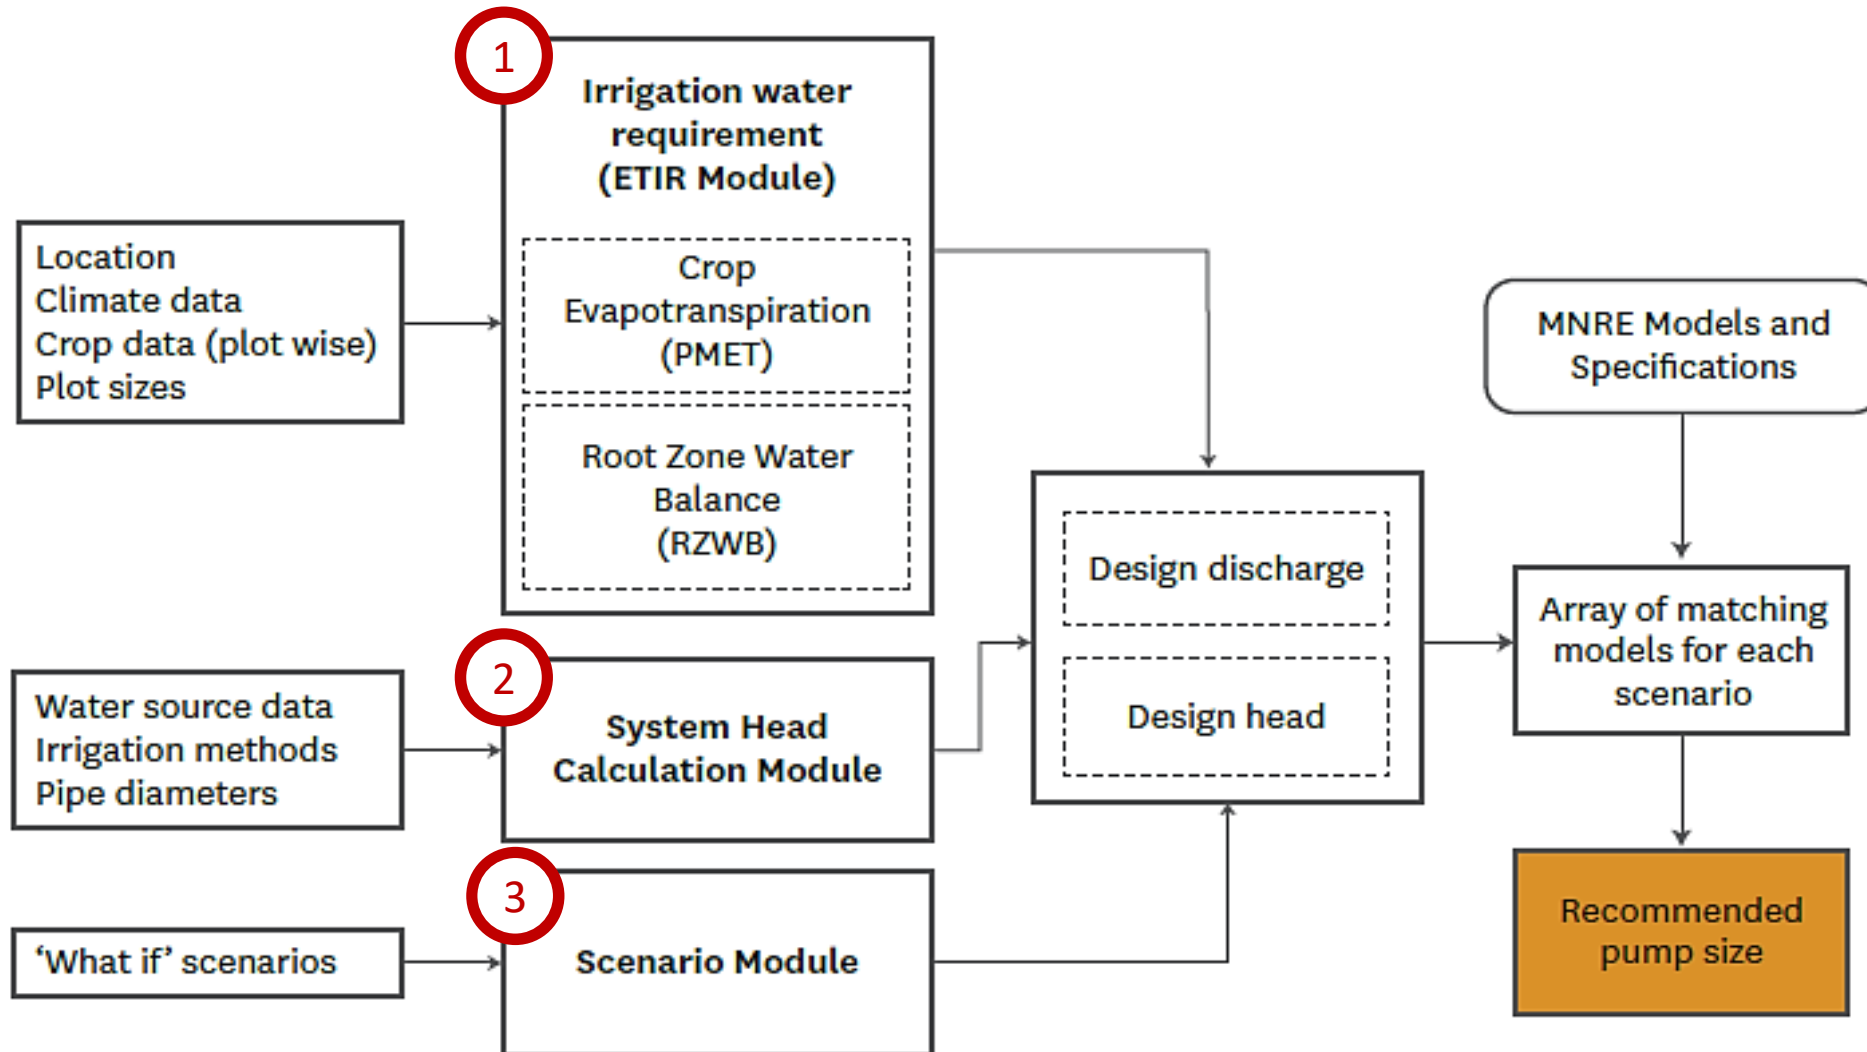 1
Irrigation water
requirement
(ETIR Module)
Crop
Evapotranspiration
(PMET)
Root Zone Water
Balance
(RZWB)
Location
Climate data
Crop data (plot wise)
Plot sizes
2
System Head
Calculation Module
Water source data
Irrigation methods
Pipe diameters
3
Scenario Module
‘What if’ scenarios
Design discharge
Design head
MNRE Models and
Specifications
Array of matching
models for each
scenario
Recommended
pump size